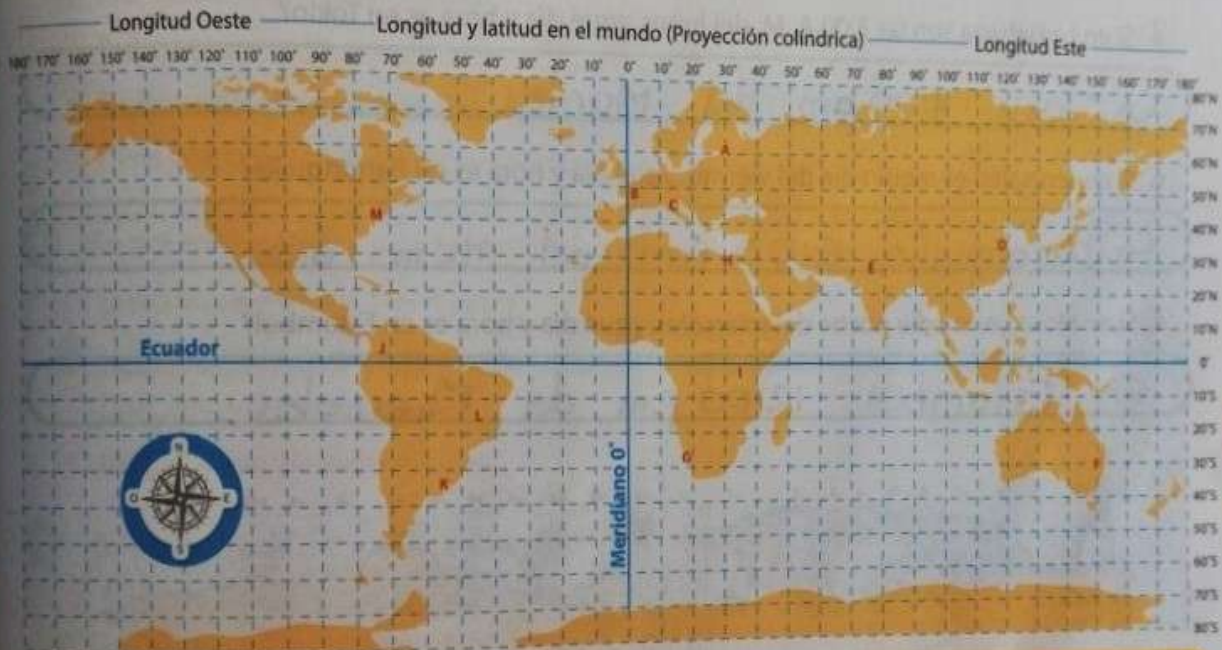 Longitud Oeste
Longitud y latitud en el mundo (Proyección colíndrica)
Longitud Este
180° 170° 160° 150° 140° 130° 120° 110° 100° 90° 80° 70° 60° 50° 40° 30° 20° 10° 0° 10° 20° 30° 40° 50° 60° 70° 80° 90° 100° 110° 120° 130° 140° 150° 160° 170° 180°
80°N
70°N
A
60°N
B
50°N
C
M
40°N
D
H
E
30°N
20°N
10°N
Ecuador
J
0°
I
10°S
L
20°S
G
F
30°S
K
40°S
Meridiano 0°
N
O
E
S
50°S
60°S
70°S
80°S